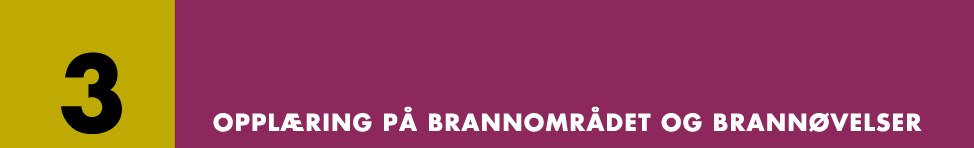 3
OPPLÆRING PÅ BRANNOMRÅDET OG BRANNØVELSER